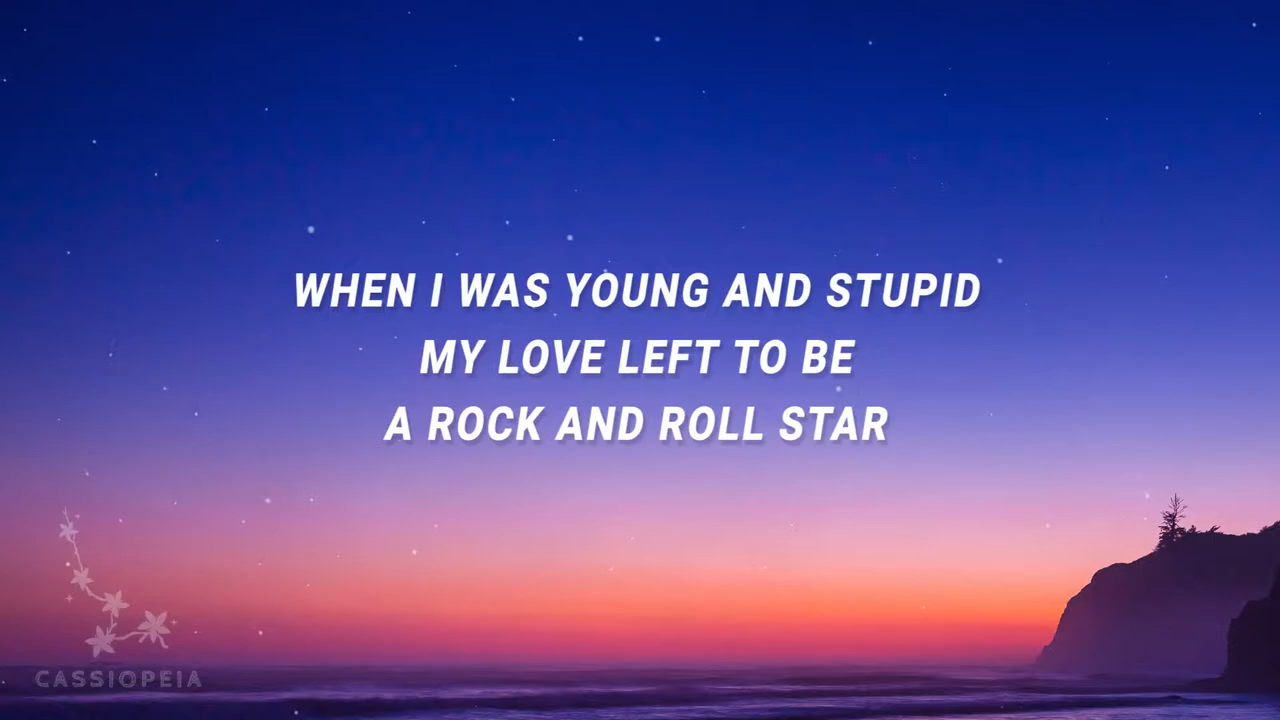 WHEN I WAS YOUNG AND STUPID
MY LOVE LEFT TO BE
A ROCK AND ROLL STAR
CASSIOPEIA